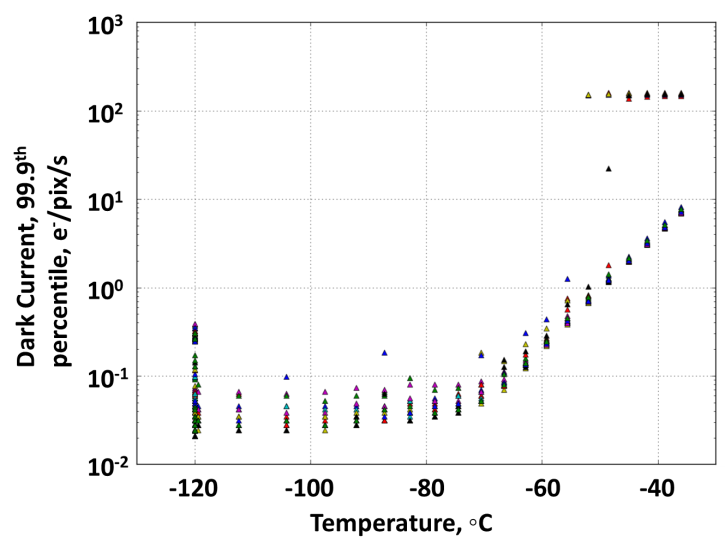 10³
10²
10¹
10⁰
10⁻¹
10⁻²
Dark Current, 99.9ᵗʰ
percentile, e⁻/pix/s
-120 -100 -80 -60 -40
Temperature, °C